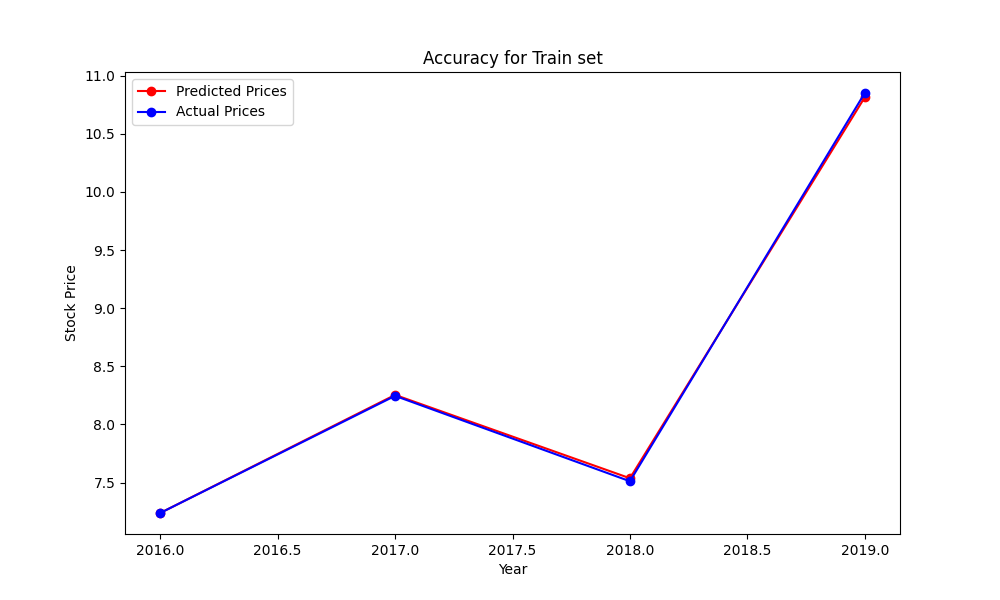 Accuracy for Train set
Predicted Prices
Actual Prices
Stock Price
11.0
10.5
10.0
9.5
9.0
8.5
8.0
7.5
2016.0 2016.5 2017.0 2017.5 2018.0 2018.5 2019.0
Year